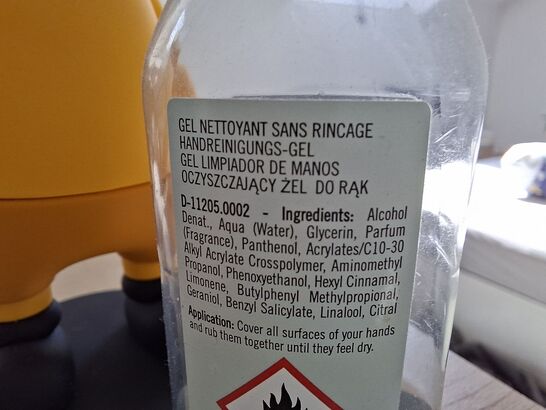 GEL NETTOYANT SANS RINCAGE
HANDREINIGUNGS-GEL
GEL LIMPIADOR DE MANOS
OCZYSZCZAJĄCY ŻEL DO RĄK
D-11205.0002 - Ingredients: Alcohol
Denat., Aqua (Water), Glycerin, Parfum
(Fragrance), Panthenol, Acrylates/C10-30
Alkyl Acrylate Crosspolymer, Aminomethyl
Propanol, Phenoxyethanol, Hexyl Cinnamal,
Limonene, Butylphenyl Methylpropional,
Geraniol, Benzyl Salicylate, Linalool, Citral
Application: Cover all surfaces of your hands
and rub them together until they feel dry.